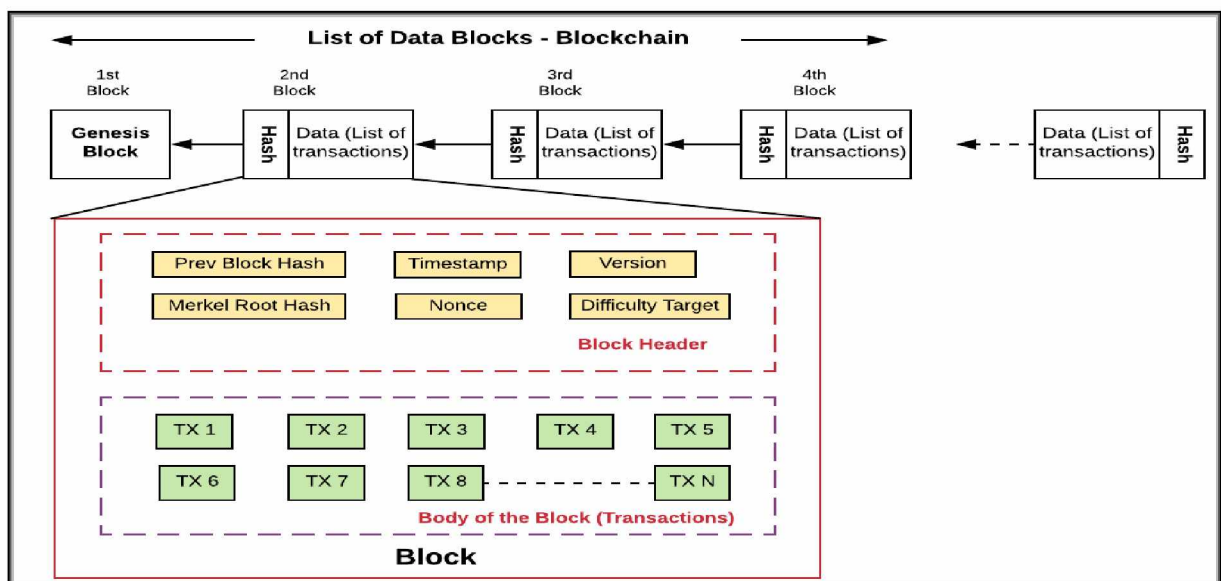 List of Data Blocks - Blockchain
1st
Block
2nd
Block
3rd
Block
4th
Block
Genesis
Block
Hash
Data (List of
transactions)
Hash
Data (List of
transactions)
Hash
Data (List of
transactions)
Data (List of
transactions)
Hash
Prev Block Hash
Timestamp
Version
Merkel Root Hash
Nonce
Difficulty Target
Block Header
TX 1
TX 2
TX 3
TX 4
TX 5
TX 6
TX 7
TX 8
TX N
Body of the Block (Transactions)
Block